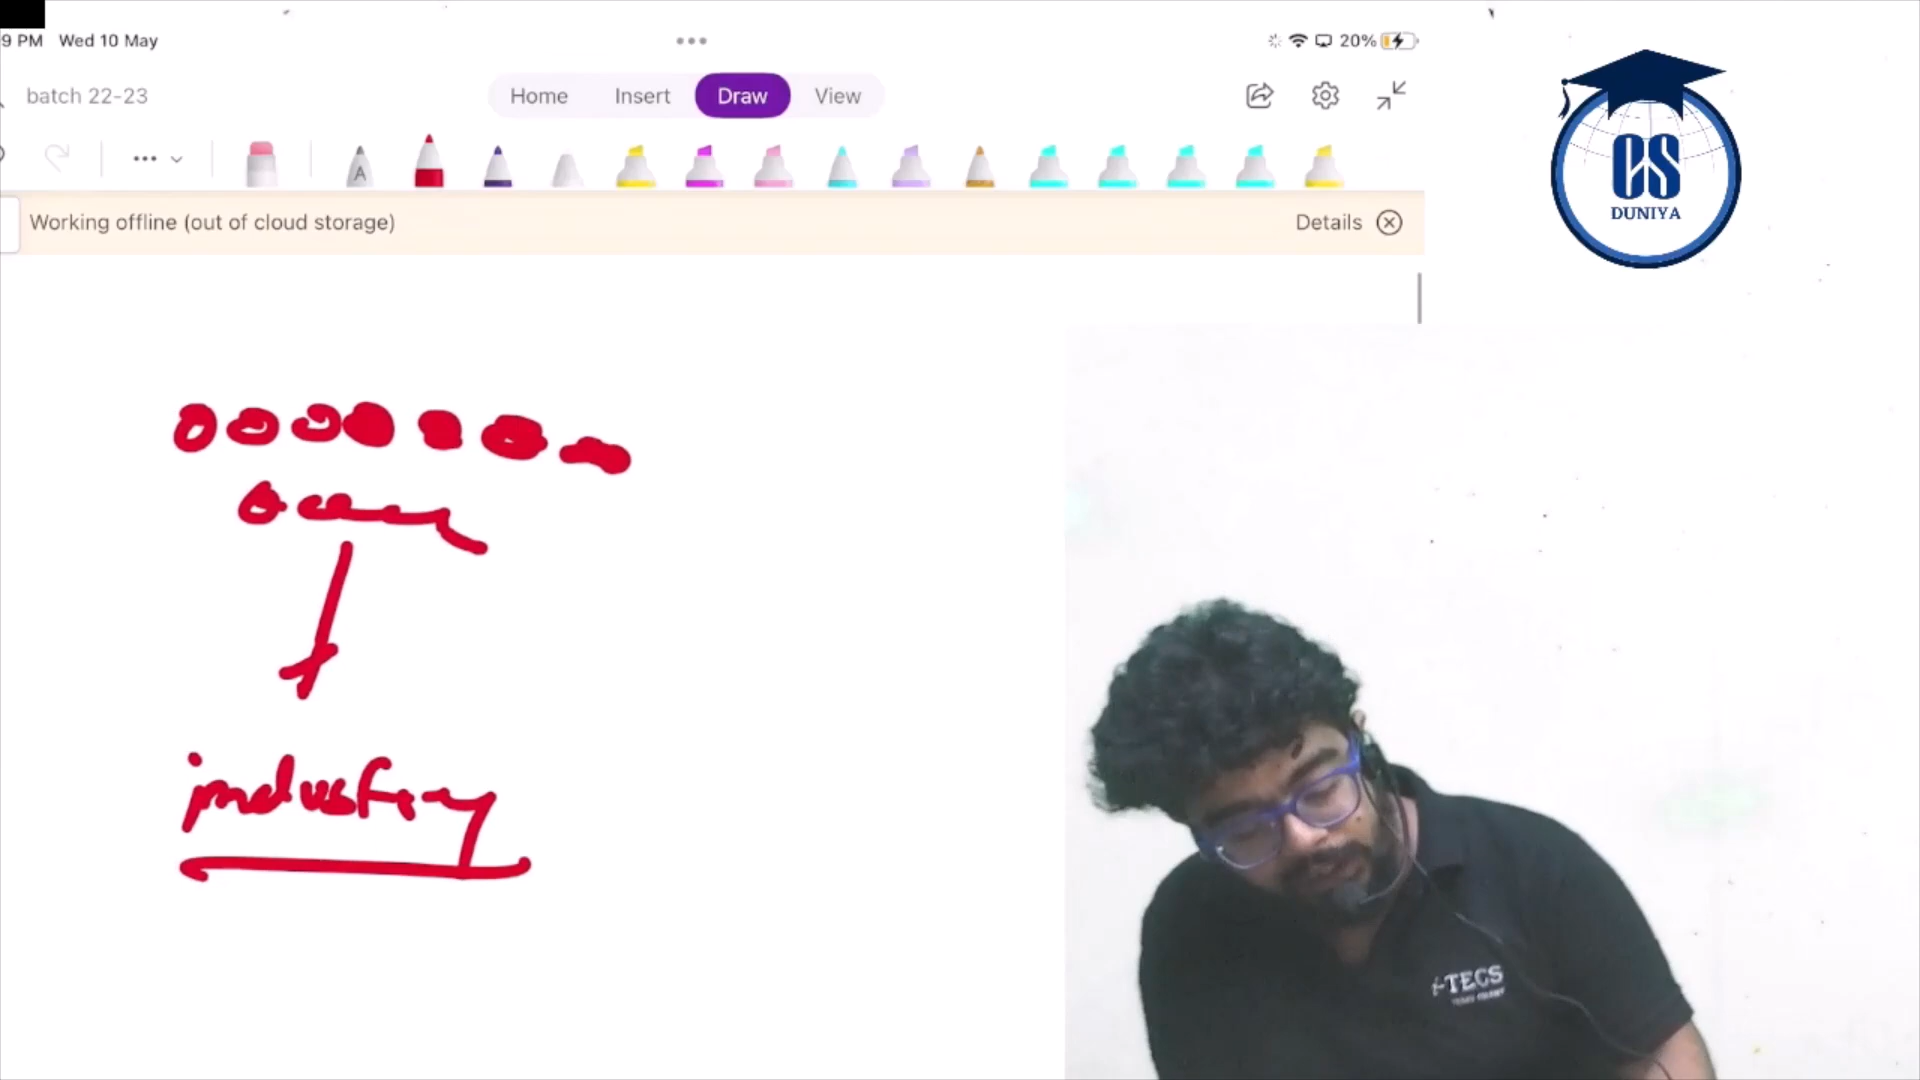 9 PM Wed 10 May
20%
batch 22-23
Home Insert Draw View
A
Working offline (out of cloud storage)
Details
CS
DUNIYA
industry
i-TECS